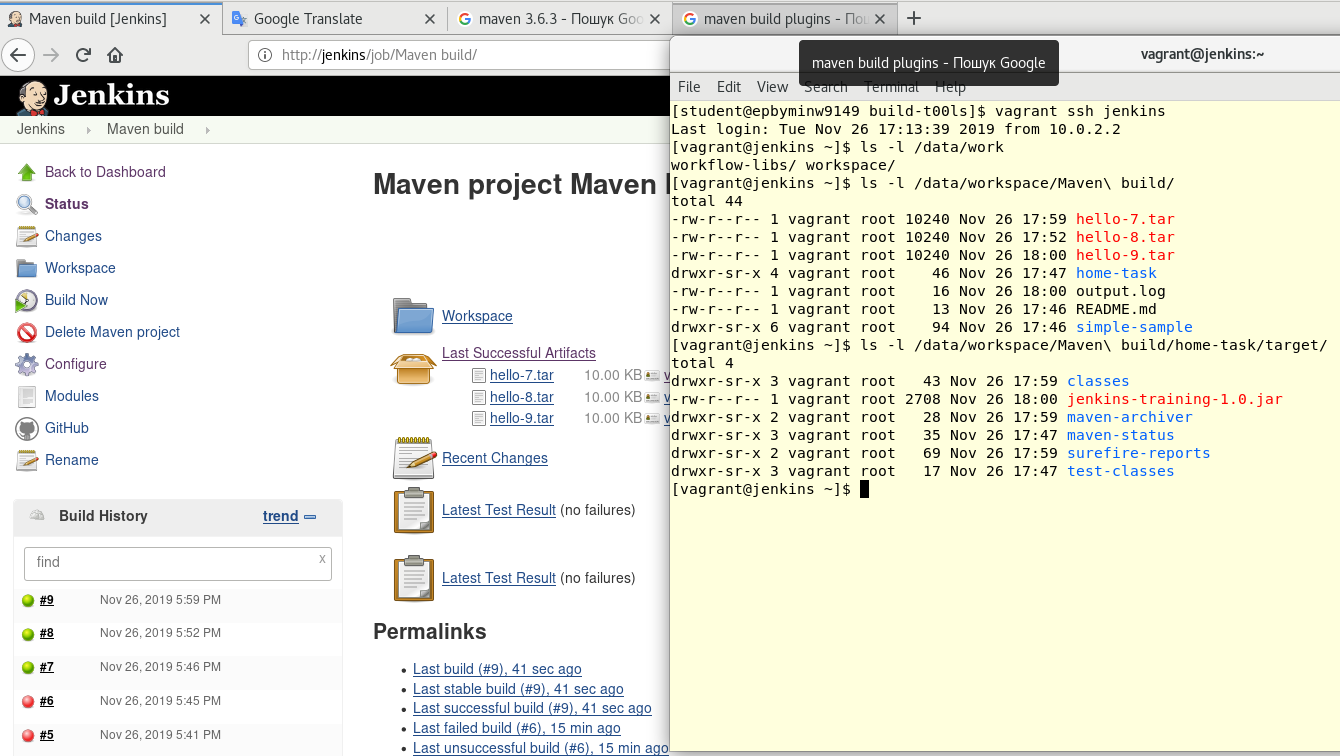 Maven build [Jenkins]
Google Translate
maven 3.6.3 - Пошук Goo
maven build plugins - Пош
http://jenkins/job/Maven build/
maven build plugins - Пошук Google
vagrant@jenkins:~
File Edit View Search Terminal Help
Jenkins
Jenkins Maven build
Back to Dashboard
Status
Changes
Workspace
Build Now
Delete Maven project
Configure
Modules
GitHub
Rename
Build History trend
find x
#9 Nov 26, 2019 5:59 PM
#8 Nov 26, 2019 5:52 PM
#7 Nov 26, 2019 5:46 PM
#6 Nov 26, 2019 5:45 PM
#5 Nov 26, 2019 5:41 PM
Maven project Maven
Workspace
Last Successful Artifacts
hello-7.tar 10.00 KB
hello-8.tar 10.00 KB
hello-9.tar 10.00 KB
Recent Changes
Latest Test Result (no failures)
Latest Test Result (no failures)
Permalinks
Last build (#9), 41 sec ago
Last stable build (#9), 41 sec ago
Last successful build (#9), 41 sec ago
Last failed build (#6), 15 min ago
Last unsuccessful build (#6), 15 min ago
[student@epbyminw9149 build-t00ls]$ vagrant ssh jenkins
Last login: Tue Nov 26 17:13:39 2019 from 10.0.2.2
[vagrant@jenkins ~]$ ls -l /data/work
workflow-libs/ workspace/
[vagrant@jenkins ~]$ ls -l /data/workspace/Maven\ build/
total 44
-rw-r--r-- 1 vagrant root 10240 Nov 26 17:59 hello-7.tar
-rw-r--r-- 1 vagrant root 10240 Nov 26 17:52 hello-8.tar
-rw-r--r-- 1 vagrant root 10240 Nov 26 18:00 hello-9.tar
drwxr-sr-x 4 vagrant root    46 Nov 26 17:47 home-task
-rw-r--r-- 1 vagrant root    16 Nov 26 18:00 output.log
-rw-r--r-- 1 vagrant root    13 Nov 26 17:46 README.md
drwxr-sr-x 6 vagrant root    94 Nov 26 17:46 simple-sample
[vagrant@jenkins ~]$ ls -l /data/workspace/Maven\ build/home-task/target/
total 4
drwxr-sr-x 3 vagrant root   43 Nov 26 17:59 classes
-rw-r--r-- 1 vagrant root 2708 Nov 26 18:00 jenkins-training-1.0.jar
drwxr-sr-x 2 vagrant root   28 Nov 26 17:59 maven-archiver
drwxr-sr-x 3 vagrant root   35 Nov 26 17:47 maven-status
drwxr-sr-x 2 vagrant root   69 Nov 26 17:59 surefire-reports
drwxr-sr-x 3 vagrant root   17 Nov 26 17:47 test-classes
[vagrant@jenkins ~]$